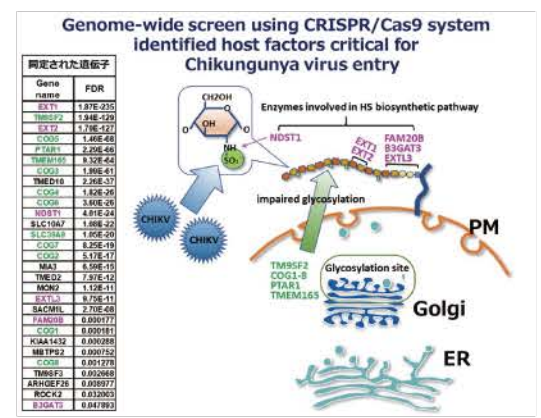 Genome-wide screen using CRISPR/Cas9 system
identified host factors critical for
Chikungunya virus entry
同定された遺伝子
Gene name FDR
EXT1 1.87E-235
TM9SF2 1.94E-129
EXT2 1.70E-127
COG5 1.46E-68
PTAR1 2.29E-66
TMEM165 9.32E-64
COG3 1.99E-61
TMED10 2.26E-37
COG4 1.82E-26
COG6 3.60E-26
NDST1 4.81E-24
SLC10A7 1.68E-22
SLC39A9 1.05E-20
COG7 8.25E-19
COG2 5.17E-17
MIA3 6.59E-15
TMED2 7.97E-12
MON2 1.12E-11
EXTL3 9.75E-11
SACM1L 2.70E-08
FAM20B 0.000177
COG1 0.000181
KIAA1432 0.000288
MBTPS2 0.000752
COG8 0.001278
TM9SF3 0.002668
ARHGEF26 0.008977
ROCK2 0.032003
B3GAT3 0.047893
CH2OH
O
OH
O
O
NH
SO₃
Enzymes involved in HS biosynthetic pathway
NDST1
EXT1
EXT2
FAM20B
B3GAT3
EXTL3
impaired glycosylation
CHIKV
CHIKV
PM
TM9SF2
COG1-8
PTAR1
TMEM165
Glycosylation site
Golgi
ER